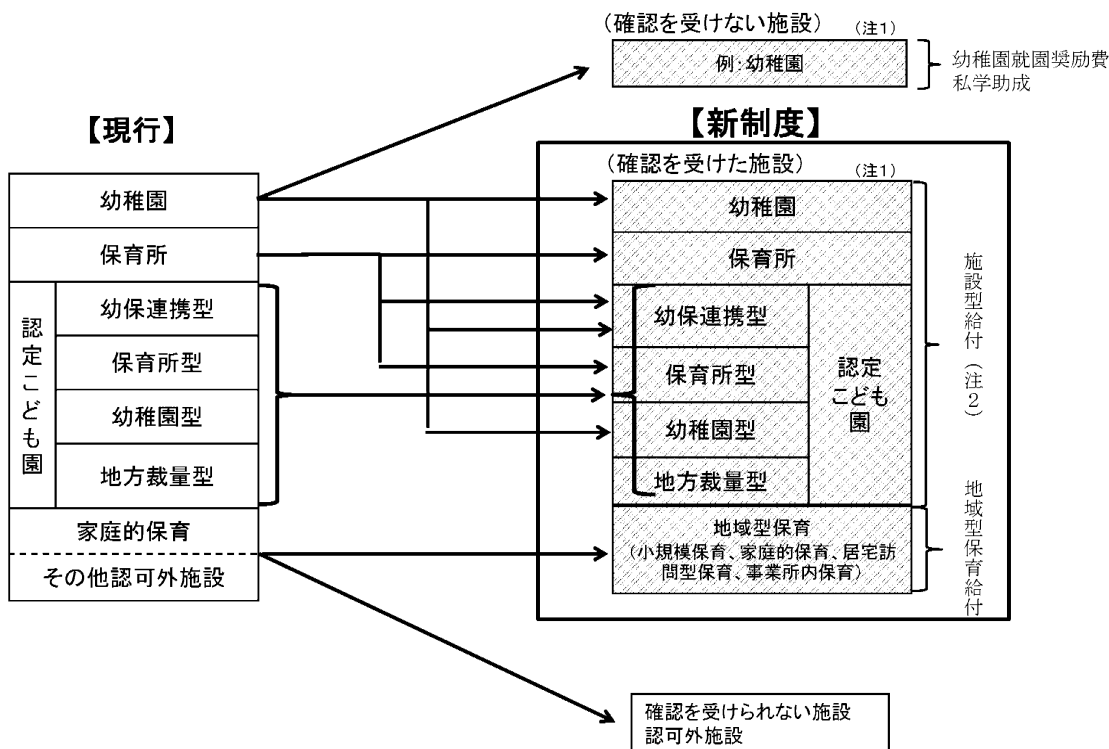 (確認を受けない施設) (注1)
例:幼稚園
幼稚園就園奨励費
私学助成
【現行】
幼稚園
保育所
認定こども園
幼保連携型
保育所型
幼稚園型
地方裁量型
家庭的保育
その他認可外施設
【新制度】
(確認を受けた施設) (注1)
幼稚園
保育所
幼保連携型
保育所型
幼稚園型
地方裁量型
認定
こども
園
地域型保育
(小規模保育、家庭的保育、居宅訪
問型保育、事業所内保育)
施設型給付(注2)
地域型保育給付
確認を受けられない施設
認可外施設